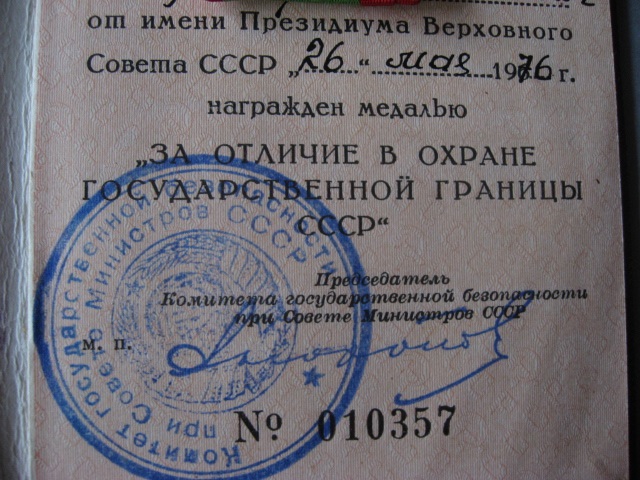 от имени Президиума Верховного
Совета СССР „26“ мая 1976 г.
награжден медалью
„ЗА ОТЛИЧИЕ В ОХРАНЕ
ГОСУДАРСТВЕННОЙ ГРАНИЦЫ
СССР“
Председатель
Комитета государственной безопасности
при Совете Министров СССР
м. п.
№ 010357
Комитет государственной безопасности
при Совете Министров СССР